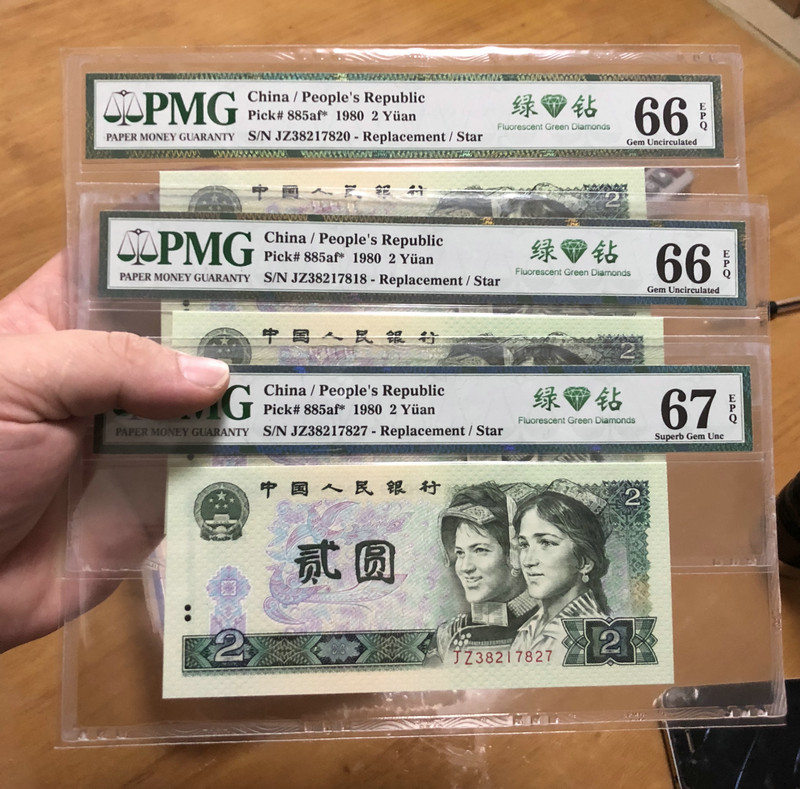 PMG
PAPER MONEY GUARANTY
China / People's Republic
Pick# 885af* 1980 2 Yüan
S/N JZ38217820 - Replacement / Star
绿 钻
Fluorescent Green Diamonds
66 EPQ
Gem Uncirculated
中国人民银行
2
PMG
PAPER MONEY GUARANTY
China / People's Republic
Pick# 885af* 1980 2 Yüan
S/N JZ38217818 - Replacement / Star
绿 钻
Fluorescent Green Diamonds
66 EPQ
Gem Uncirculated
中国人民银行
2
PMG
PAPER MONEY GUARANTY
China / People's Republic
Pick# 885af* 1980 2 Yüan
S/N JZ38217827 - Replacement / Star
绿 钻
Fluorescent Green Diamonds
67 EPQ
Superb Gem Unc
中国人民银行
2
贰圆
2
JZ38217827
2